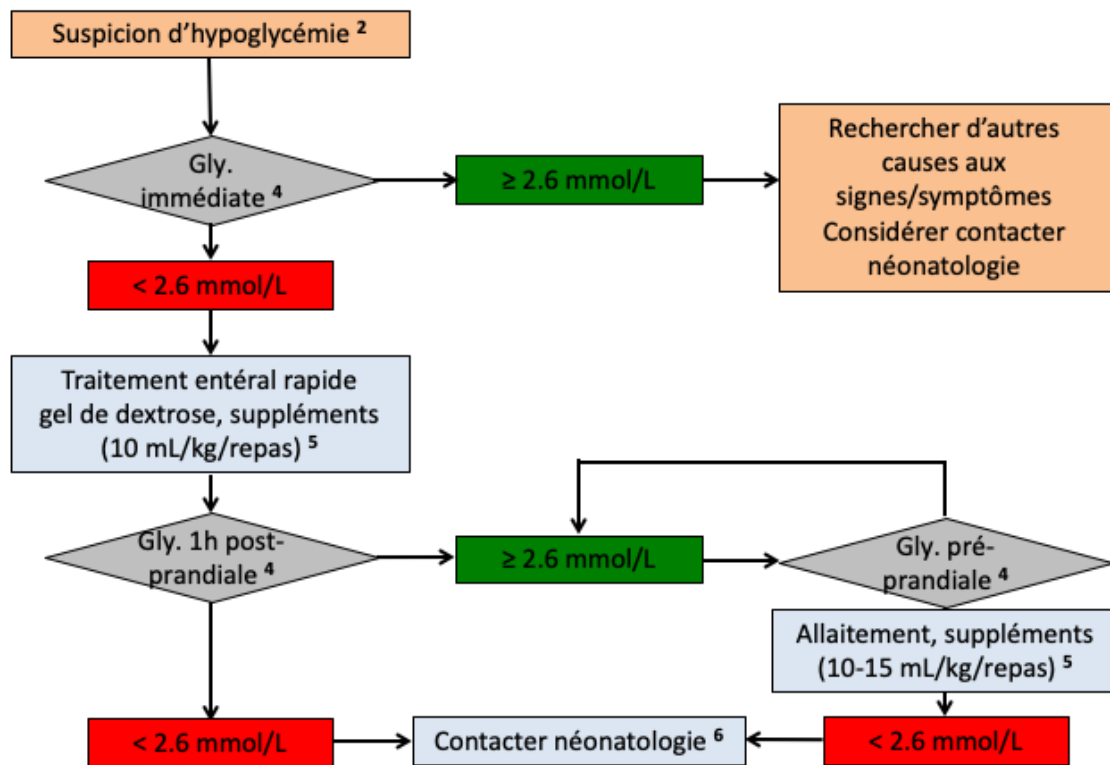 Suspicion d'hypoglycémie ²
Gly.
immédiate ⁴
≥ 2.6 mmol/L
Rechercher d'autres
causes aux
signes/symptômes
Considérer contacter
néonatologie
< 2.6 mmol/L
Traitement entéral rapide
gel de dextrose, suppléments
(10 mL/kg/repas) ⁵
Gly. 1h post-
prandiale ⁴
≥ 2.6 mmol/L
Gly. pré-
prandiale ⁴
Allaitement, suppléments
(10-15 mL/kg/repas) ⁵
< 2.6 mmol/L
Contacter néonatologie ⁶
< 2.6 mmol/L